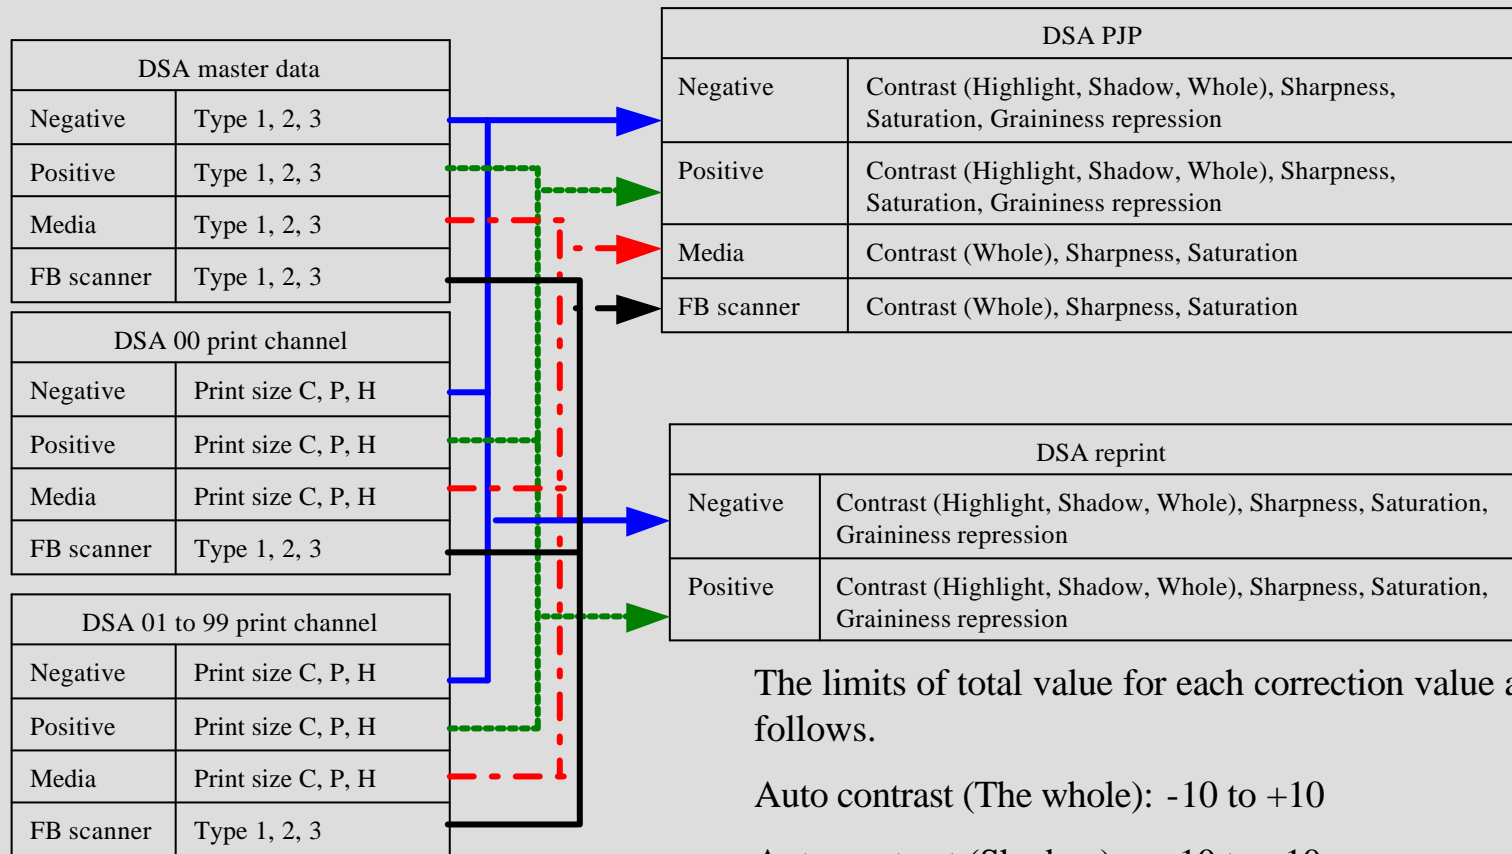 DSA master data
Negative Type 1, 2, 3
Positive Type 1, 2, 3
Media Type 1, 2, 3
FB scanner Type 1, 2, 3
DSA 00 print channel
Negative Print size C, P, H
Positive Print size C, P, H
Media Print size C, P, H
FB scanner Type 1, 2, 3
DSA 01 to 99 print channel
Negative Print size C, P, H
Positive Print size C, P, H
Media Print size C, P, H
FB scanner Type 1, 2, 3
DSA PJP
Negative Contrast (Highlight, Shadow, Whole), Sharpness,
Saturation, Graininess repression
Positive Contrast (Highlight, Shadow, Whole), Sharpness,
Saturation, Graininess repression
Media Contrast (Whole), Sharpness, Saturation
FB scanner Contrast (Whole), Sharpness, Saturation
DSA reprint
Negative Contrast (Highlight, Shadow, Whole), Sharpness, Saturation,
Graininess repression
Positive Contrast (Highlight, Shadow, Whole), Sharpness, Saturation,
Graininess repression
The limits of total value for each correction value
follows.
Auto contrast (The whole): -10 to +10